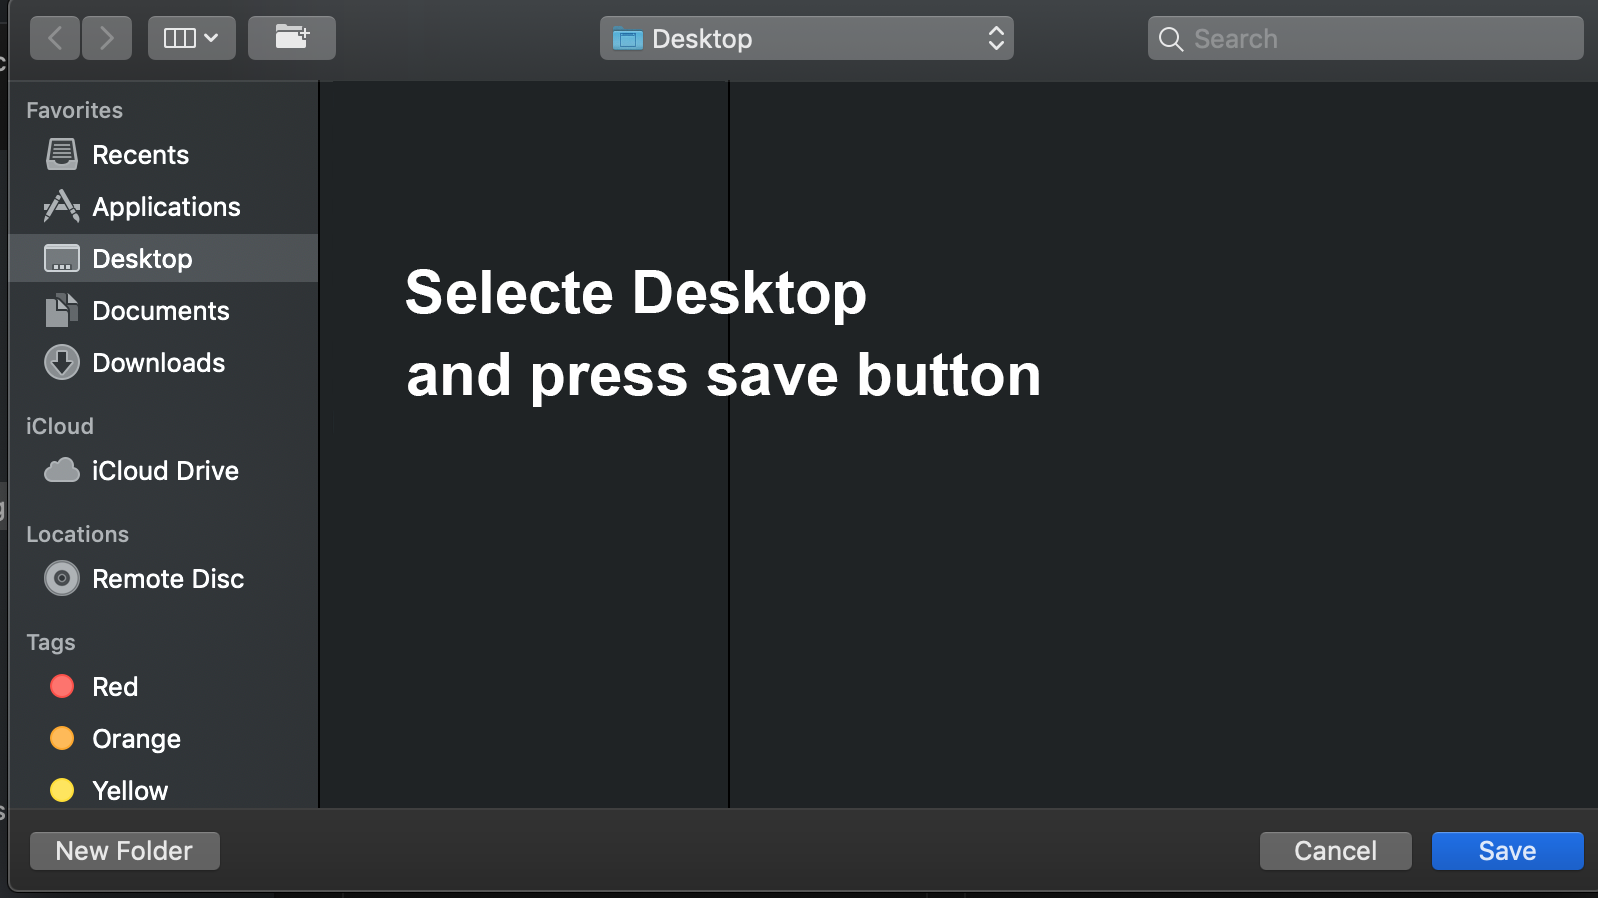 Desktop
Search
Favorites
Recents
Applications
Desktop
Documents
Downloads
iCloud
iCloud Drive
Locations
Remote Disc
Tags
Red
Orange
Yellow
Selecte Desktop
and press save button
New Folder
Cancel
Save